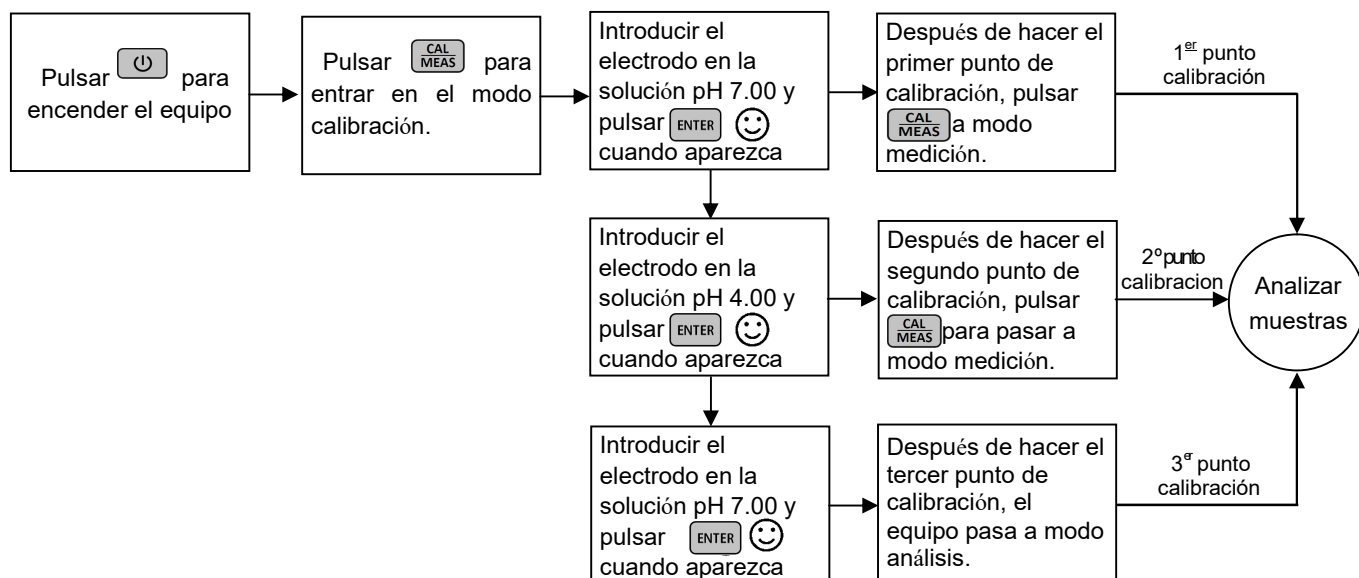 Pulsar para
encender el equipo
Pulsar CAL
MEAS para
entrar en el modo
calibración.
Introducir el
electrodo en la
solución pH 7.00 y
pulsar ENTER
cuando aparezca
Después de hacer el
primer punto de
calibración, pulsar
CAL
MEAS a modo
medición.
1er punto
calibración
Introducir el
electrodo en la
solución pH 4.00 y
pulsar ENTER
cuando aparezca
Después de hacer el
segundo punto de
calibración, pulsar
CAL
MEAS para pasar a
modo medición.
2º punto
calibracion
Analizar
muestras
Introducir el
electrodo en la
solución pH 7.00 y
pulsar ENTER
cuando aparezca
Después de hacer el
tercer punto de
calibración, el
equipo pasa a modo
análisis.
3er punto
calibración